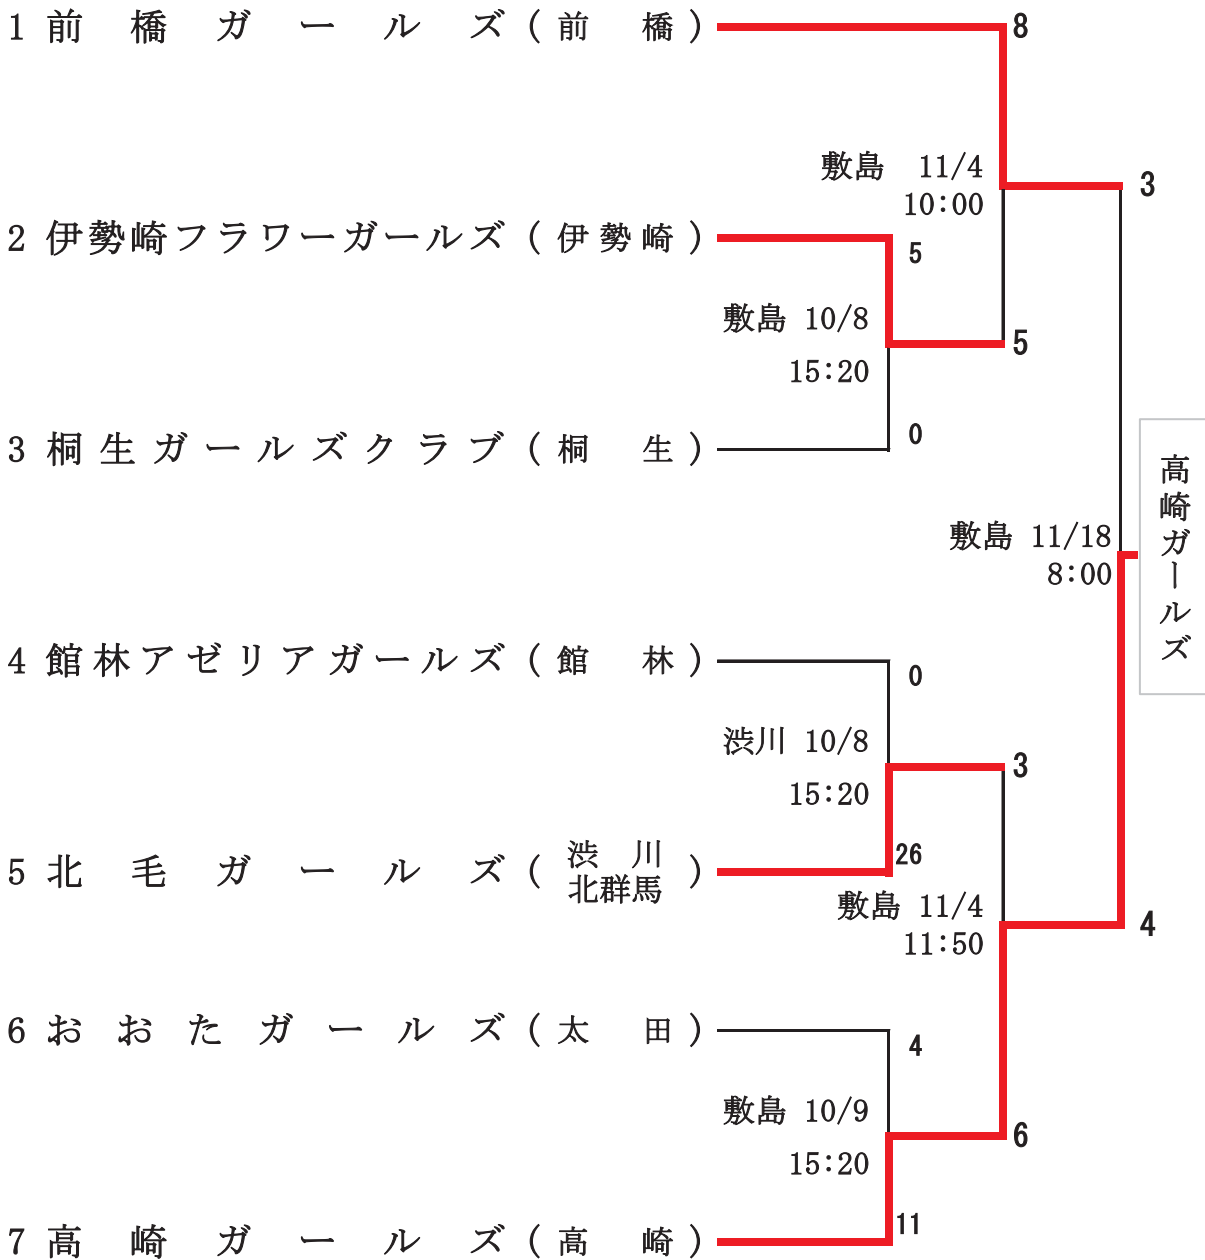 1 前橋ガールズ(前橋)
8
敷島 11/4
10:00
3
2 伊勢崎フラワーガールズ(伊勢崎)
5
敷島 10/8
15:20
5
3 桐生ガールズクラブ(桐生)
0
高崎ガールズ
敷島 11/18
8:00
4 館林アゼリアガールズ(館林)
0
渋川 10/8
15:20
3
5 北毛ガールズ(渋川北群馬)
26
敷島 11/4
11:50
4
6 おおたガールズ(太田)
4
敷島 10/9
15:20
6
7 高崎ガールズ(高崎)
11